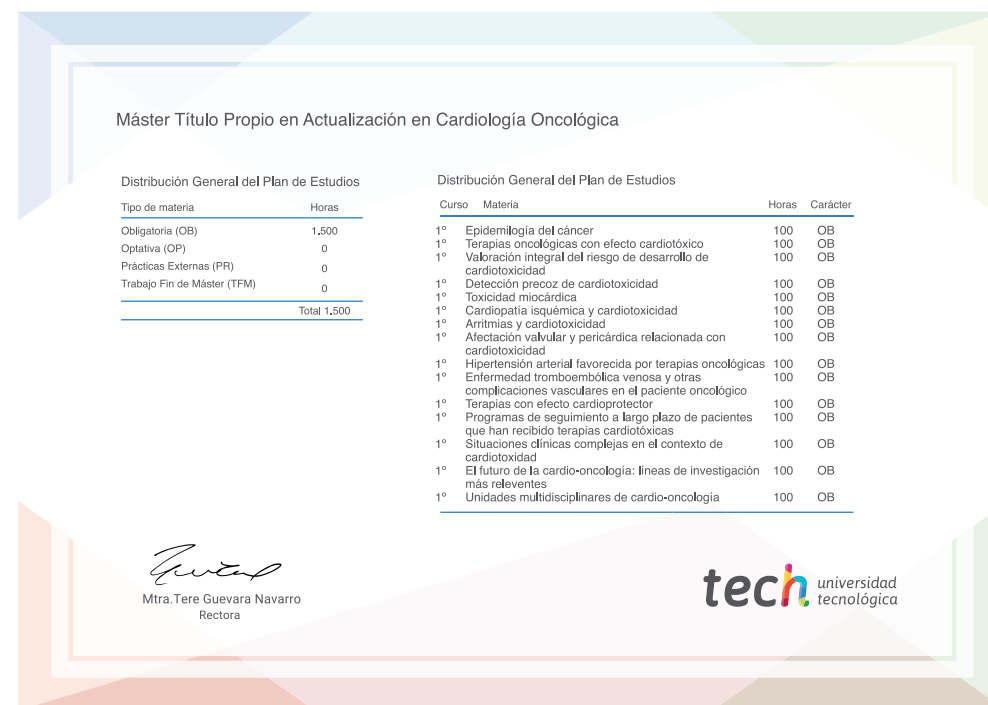 Máster Título Propio en Actualización en Cardiología Oncológica
Distribución General del Plan de Estudios
Tipo de materia Horas
Obligatoria (OB) 1.500
Optativa (OP) 0
Prácticas Externas (PR) 0
Trabajo Fin de Máster (TFM) 0
Total 1.500
Distribución General del Plan de Estudios
Curso Materia Horas Carácter
1º Epidemilogía del cáncer 100 OB
1º Terapias oncológicas con efecto cardiotóxico 100 OB
1º Valoración integral del riesgo de desarrollo de 100 OB
cardiotoxicidad
1º Detección precoz de cardiotoxicidad 100 OB
1º Toxicidad miocárdica 100 OB
1º Cardiopatía isquémica y cardiotoxicidad 100 OB
1º Arritmias y cardiotoxicidad 100 OB
1º Afectación valvular y pericárdica relacionada con 100 OB
cardiotoxicidad
1º Hipertensión arterial favorecida por terapias oncológicas 100 OB
1º Enfermedad tromboembólica venosa y otras 100 OB
complicaciones vasculares en el paciente oncológico
1º Terapias con efecto cardioprotector 100 OB
1º Programas de seguimiento a largo plazo de pacientes 100 OB
que han recibido terapias cardiotóxicas
1º Situaciones clínicas complejas en el contexto de 100 OB
cardiotoxidad
1º El futuro de la cardio-oncología: líneas de investigación 100 OB
más releventes
1º Unidades multidisciplinares de cardio-oncología 100 OB
Mtra.Tere Guevara Navarro
Rectora
tech universidad
tecnológica